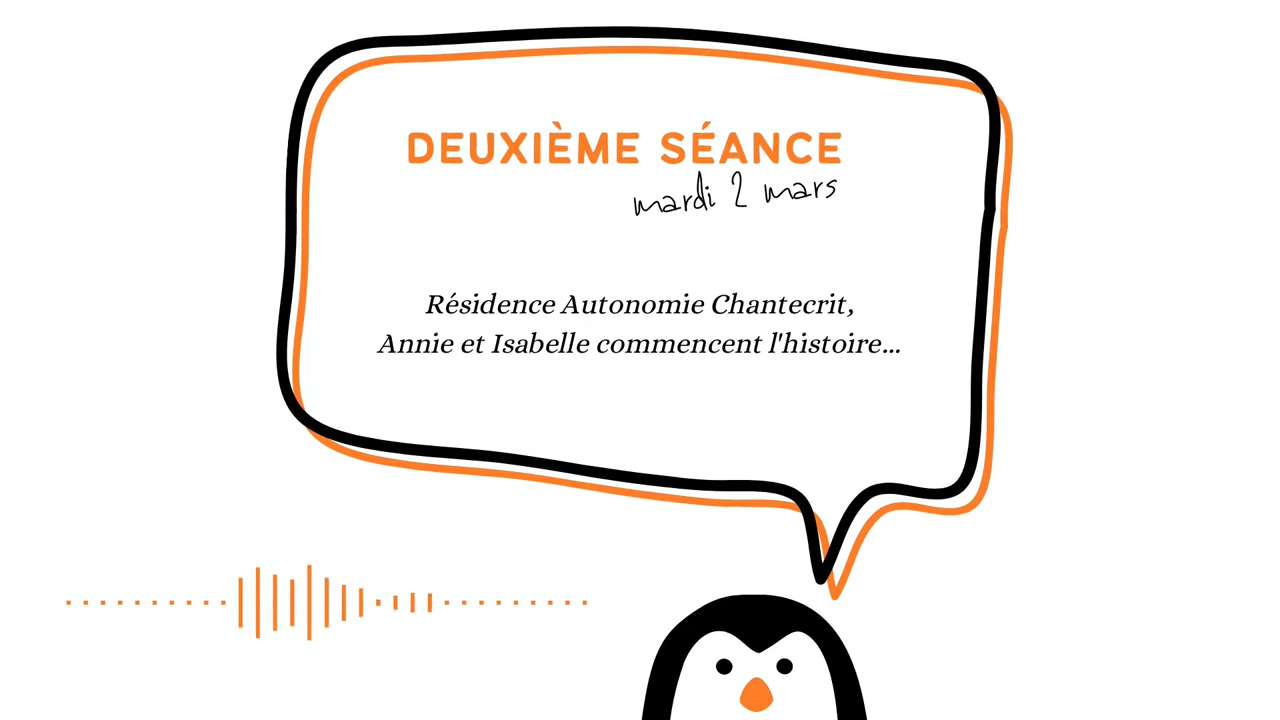 DEUXIÈME SÉANCE
mardi 2 mars
Résidence Autonomie Chantecrit,
Annie et Isabelle commencent l'histoire...